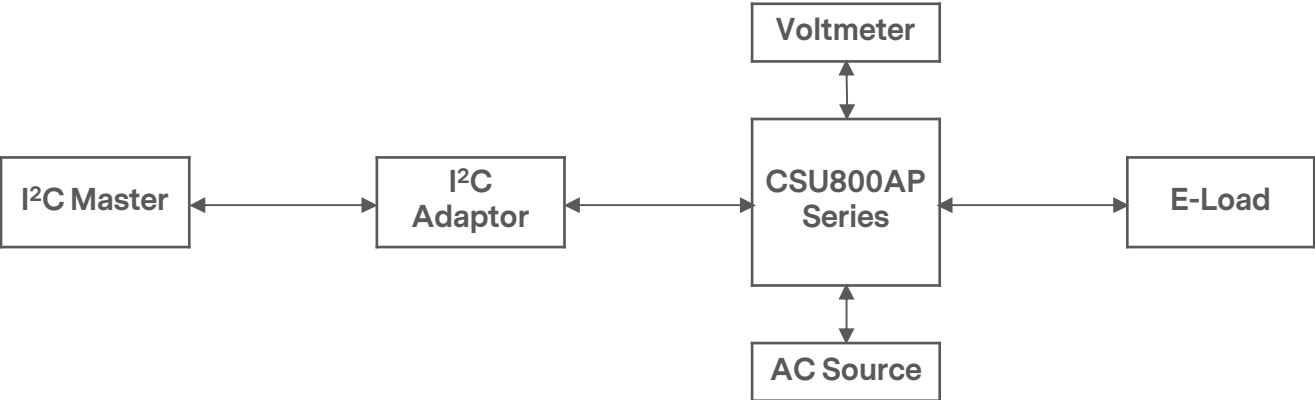 Voltmeter
I²C Master
I²C
Adaptor
CSU800AP
Series
E-Load
AC Source